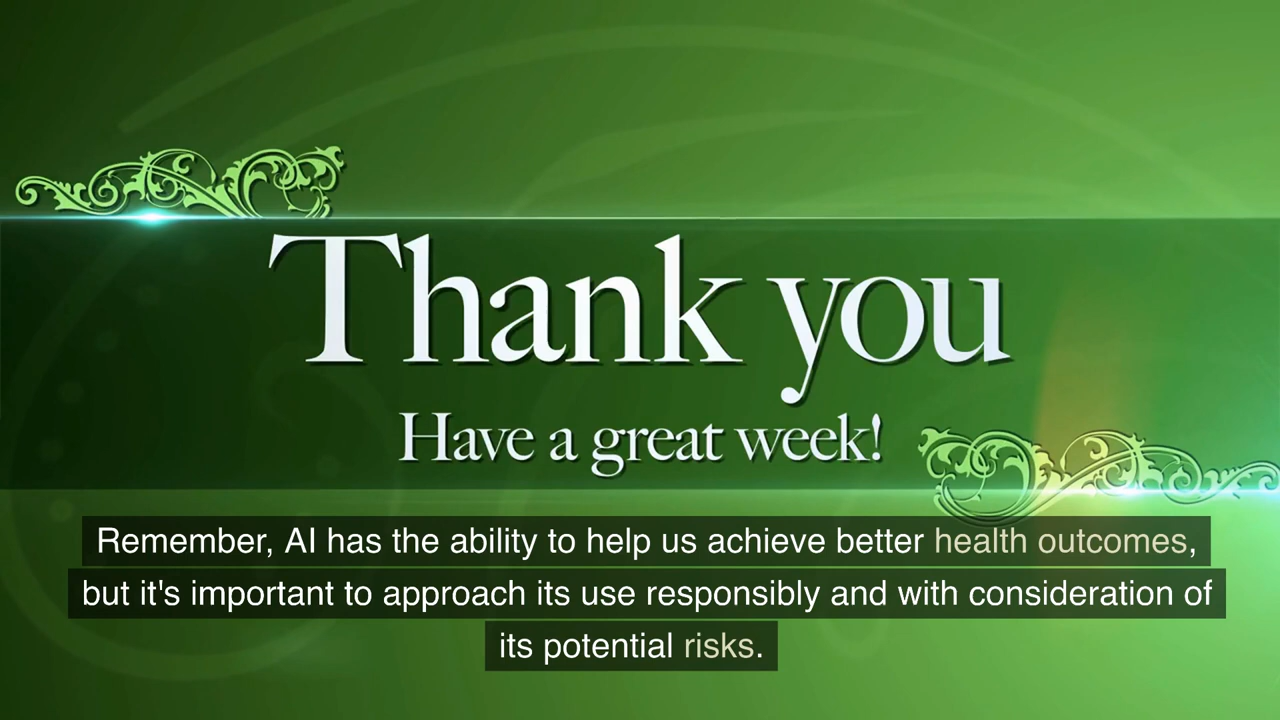 Thank you
Have a great week!
Remember, AI has the ability to help us achieve better health outcomes,
but it's important to approach its use responsibly and with consideration of
its potential risks.